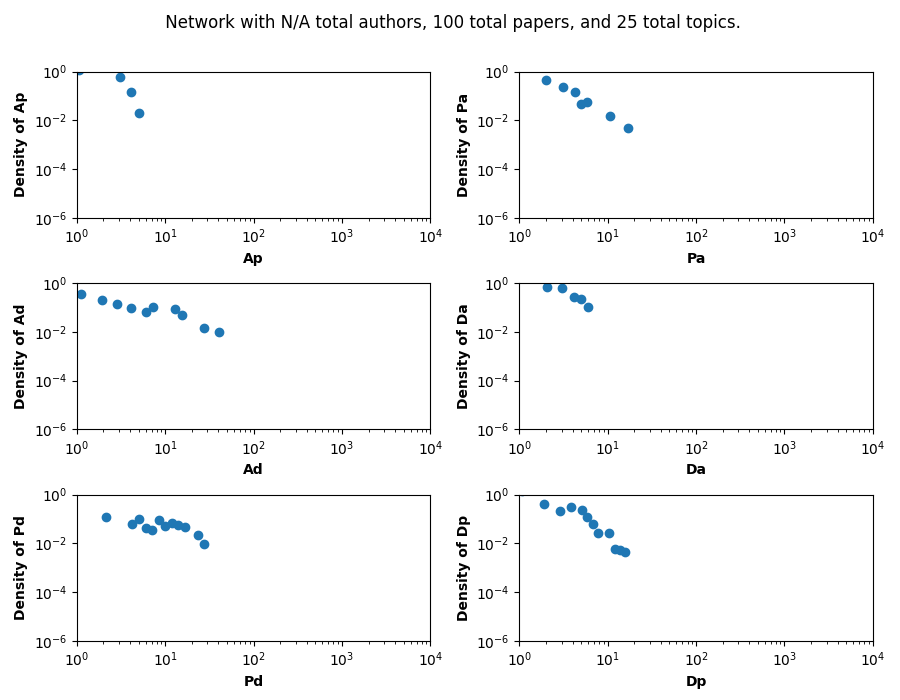 Network with N/A total authors, 100 total papers, and 25 total topics.
Density of Ap
10^0
10^-2
10^-4
10^-6
10^0 10^1 10^2 10^3 10^4
Ap
Density of Pa
10^0
10^-2
10^-4
10^-6
10^0 10^1 10^2 10^3 10^4
Pa
Density of Ad
10^0
10^-2
10^-4
10^-6
10^0 10^1 10^2 10^3 10^4
Ad
Density of Da
10^0
10^-2
10^-4
10^-6
10^0 10^1 10^2 10^3 10^4
Da
Density of Pd
10^0
10^-2
10^-4
10^-6
10^0 10^1 10^2 10^3 10^4
Pd
Density of Dp
10^0
10^-2
10^-4
10^-6
10^0 10^1 10^2 10^3 10^4
Dp